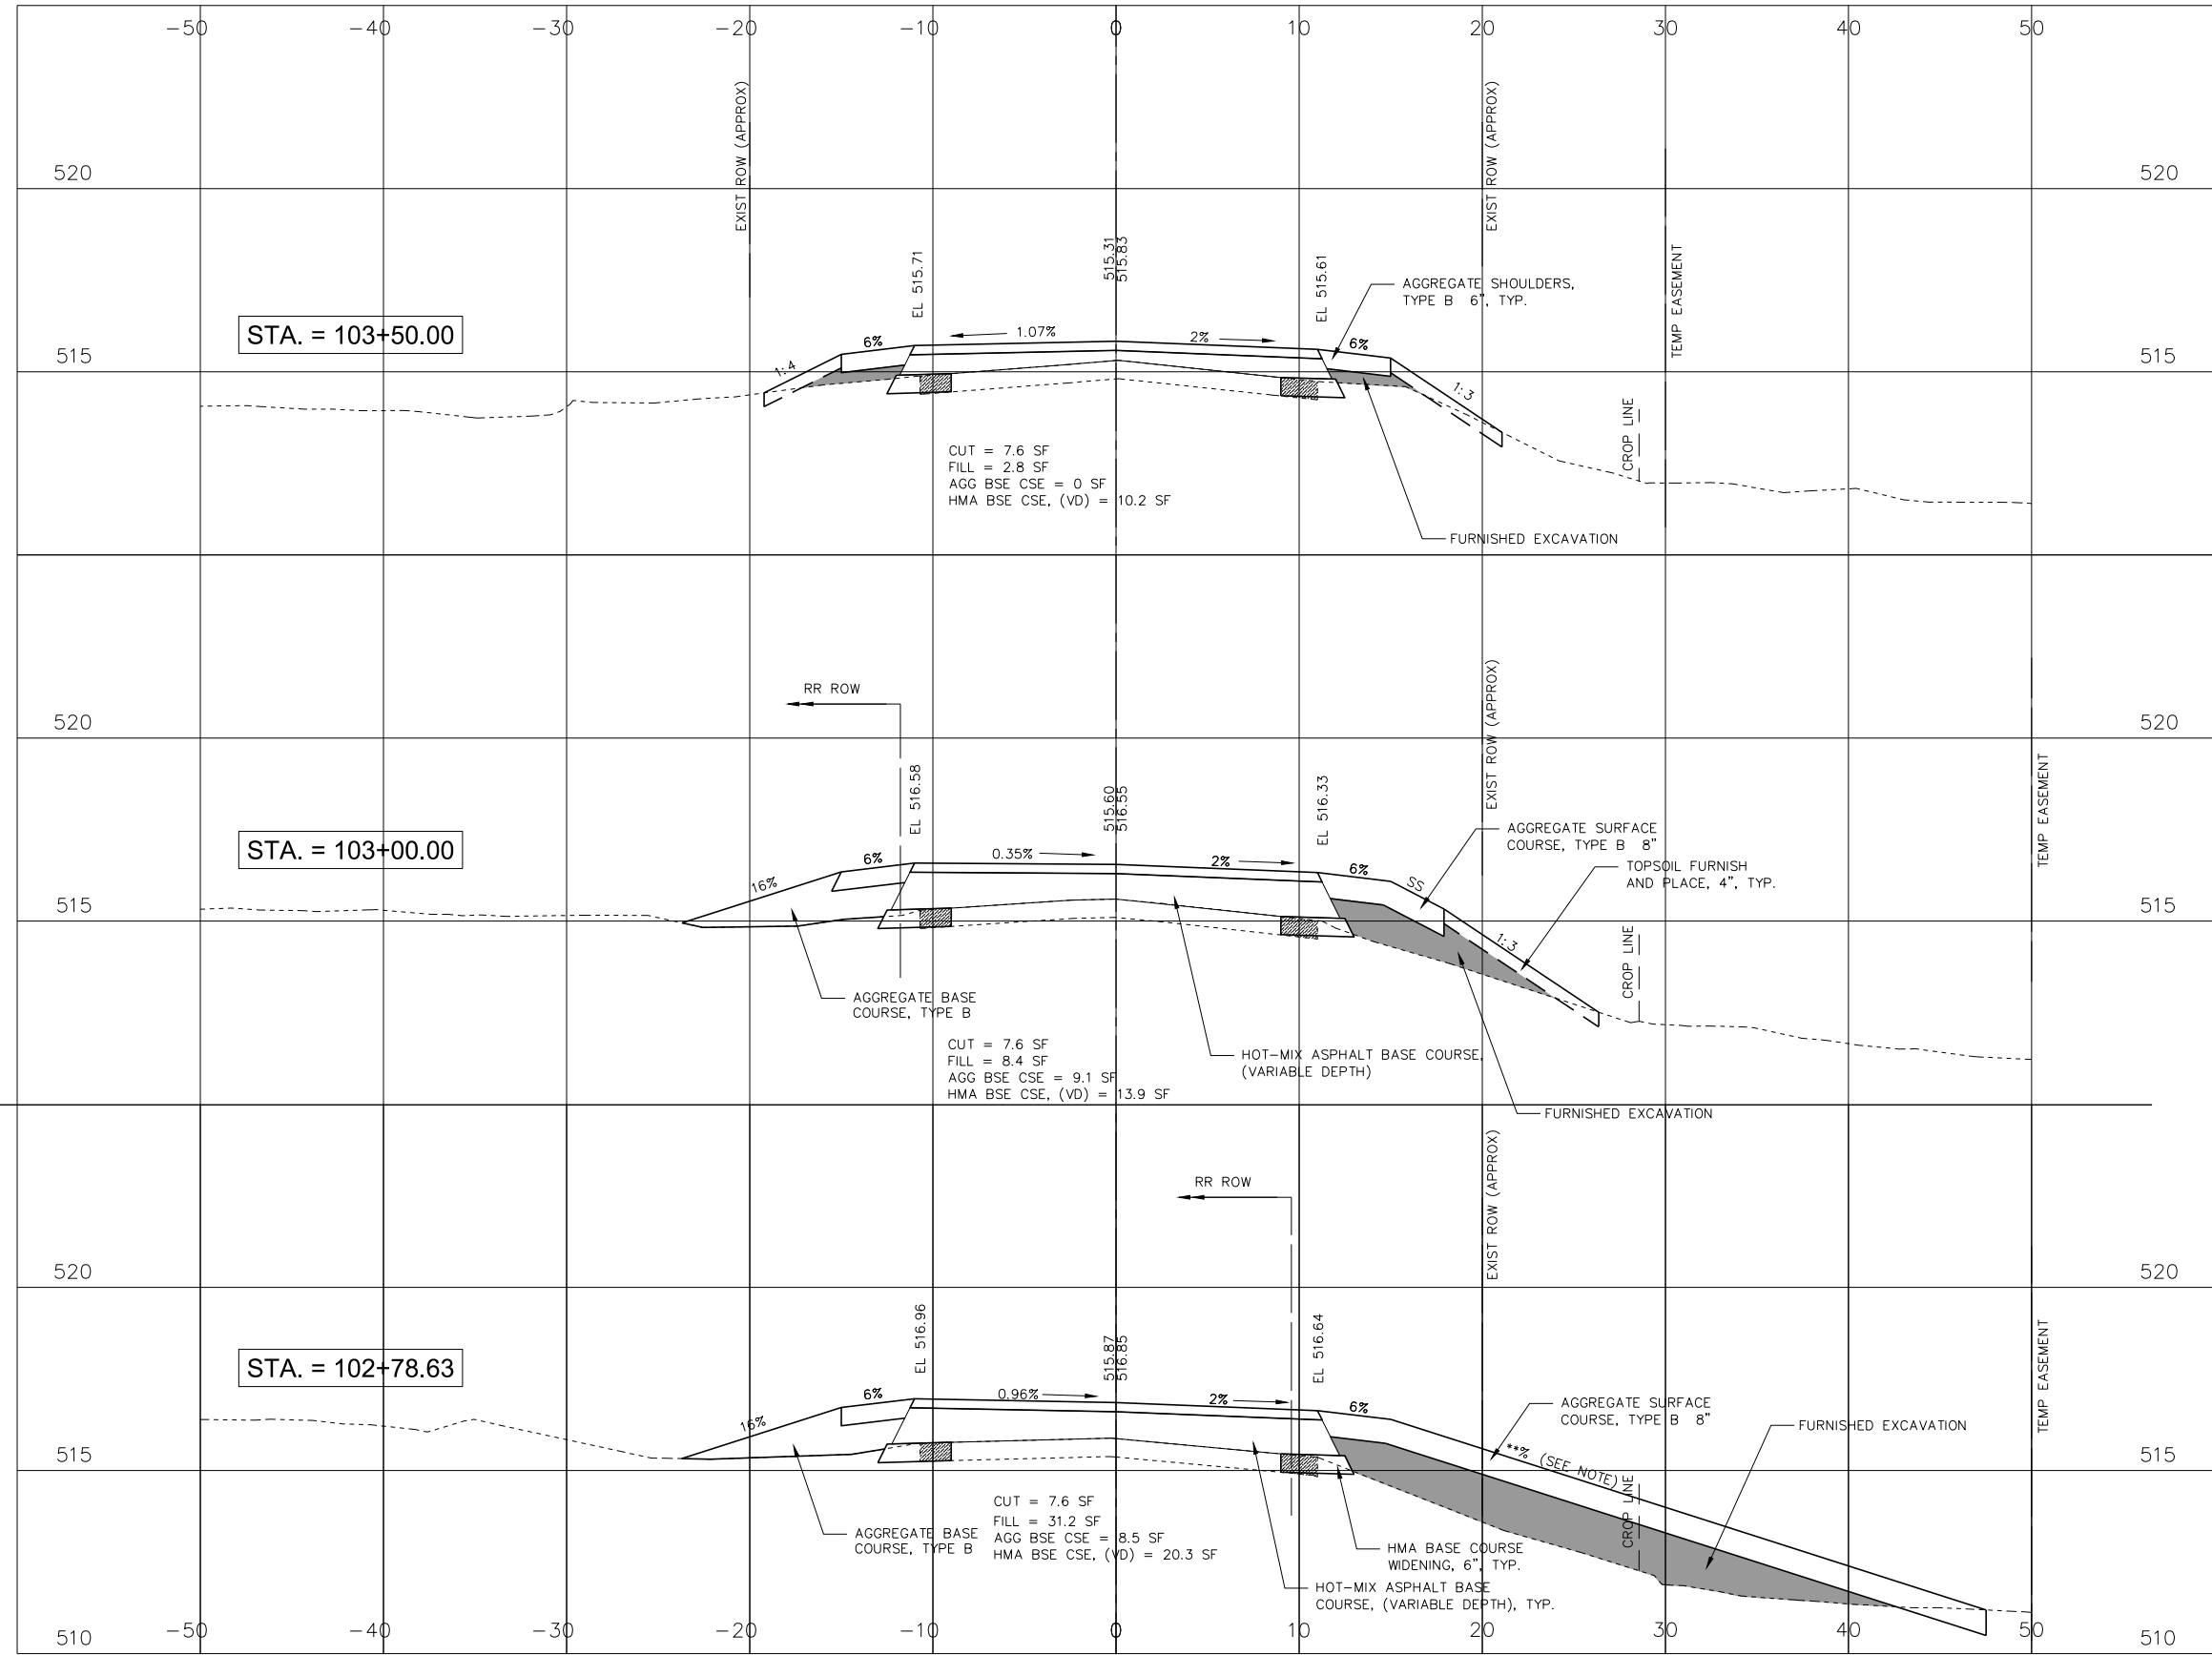 -50 -40 -30 -20 -10 0 10 20 30 40 50
EXIST ROW (APPROX)
EXIST ROW (APPROX)
520 520
TEMP EASEMENT
EL 515.71
515.31
515.83
EL 515.61
AGGREGATE SHOULDERS,
TYPE B 6", TYP.
STA. = 103+50.00
6% 1.07% 2% 6%
515 515
1:4
1:3
CROP LINE
CUT = 7.6 SF
FILL = 2.8 SF
AGG BSE CSE = 0 SF
HMA BSE CSE, (VD) = 10.2 SF
FURNISHED EXCAVATION
RR ROW
EXIST ROW (APPROX)
520 520
TEMP EASEMENT
EL 516.58
515.60
516.55
EL 516.33
AGGREGATE SURFACE
COURSE, TYPE B 8"
STA. = 103+00.00
6% 0.35% 2% 6%
TOPSOIL FURNISH
AND PLACE, 4", TYP.
16%
SS
515 515
1:3
CROP LINE
AGGREGATE BASE
COURSE, TYPE B
CUT = 7.6 SF
FILL = 8.4 SF
AGG BSE CSE = 9.1 SF
HMA BSE CSE, (VD) = 13.9 SF
HOT-MIX ASPHALT BASE COURSE,
(VARIABLE DEPTH)
FURNISHED EXCAVATION
RR ROW
EXIST ROW (APPROX)
520 520
TEMP EASEMENT
EL 516.96
515.87
516.85
EL 516.64
STA. = 102+78.63
6% 0.96% 2% 6%
16%
AGGREGATE SURFACE
COURSE, TYPE B 8"
FURNISHED EXCAVATION
515 515
**% (SEE NOTE)
CROP LINE
CUT = 7.6 SF
FILL = 31.2 SF
AGG BSE CSE = 8.5 SF
HMA BSE CSE, (VD) = 20.3 SF
AGGREGATE BASE
COURSE, TYPE B
HMA BASE COURSE
WIDENING, 6", TYP.
HOT-MIX ASPHALT BASE
COURSE, (VARIABLE DEPTH), TYP.
-50 -40 -30 -20 -10 0 10 20 30 40 50
510 510